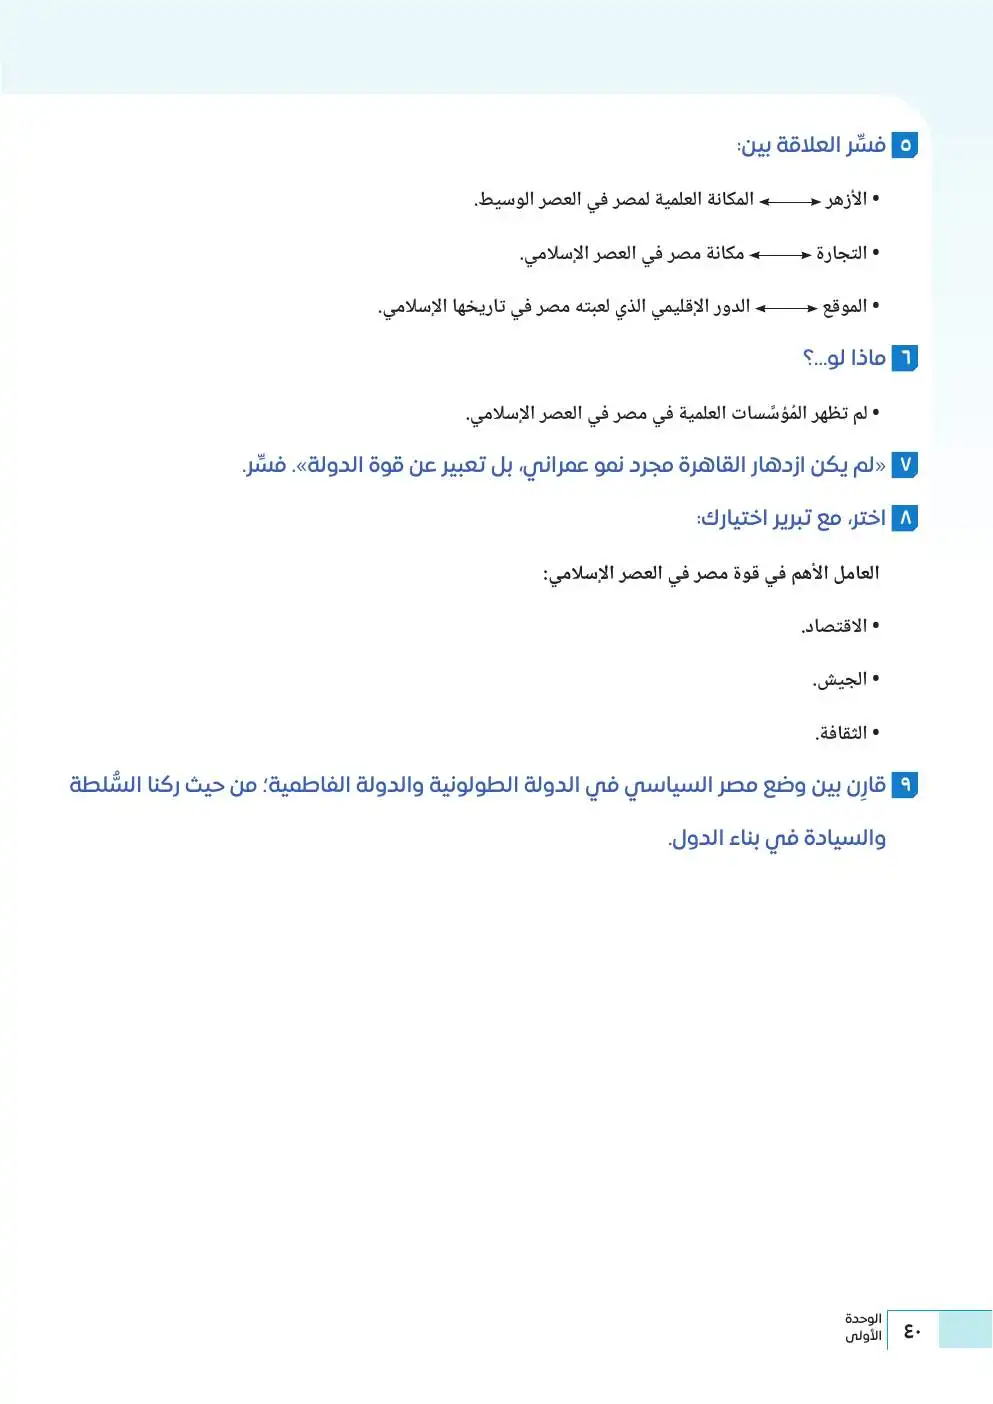 ٥ فسِّر العلاقة بين:
• الأزهر ⟷ المكانة العلمية لمصر في العصر الوسيط.
• التجارة ⟷ مكانة مصر في العصر الإسلامي.
• الموقع ⟷ الدور الإقليمي الذي لعبته مصر في تاريخها الإسلامي.
٦ ماذا لو...؟
• لم تظهر المُؤسَّسات العلمية في مصر في العصر الإسلامي.
٧ «لم يكن ازدهار القاهرة مجرد نمو عمراني، بل تعبير عن قوة الدولة». فسِّر.
٨ اختر، مع تبرير اختيارك:
العامل الأهم في قوة مصر في العصر الإسلامي:
• الاقتصاد.
• الجيش.
• الثقافة.
٩ قارِن بين وضع مصر السياسي في الدولة الطولونية والدولة الفاطمية؛ من حيث ركنا السُّلطة
والسيادة في بناء الدول.
٤٠
الوحدة
الأولى